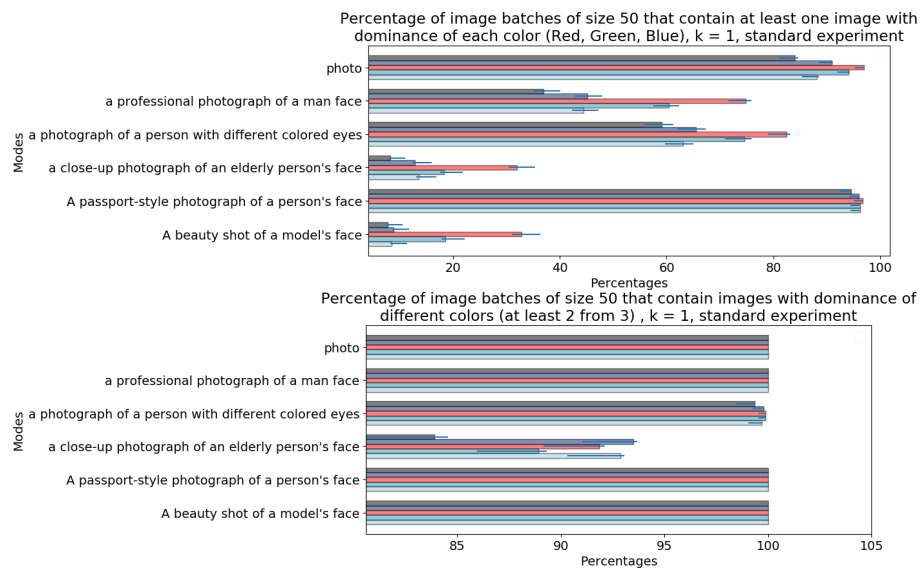 Percentage of image batches of size 50 that contain at least one image with
dominance of each color (Red, Green, Blue), k = 1, standard experiment
Modes
photo
a professional photograph of a man face
a photograph of a person with different colored eyes
a close-up photograph of an elderly person's face
A passport-style photograph of a person's face
A beauty shot of a model's face
20 40 60 80 100
Percentages
Percentage of image batches of size 50 that contain images with dominance of
different colors (at least 2 from 3) , k = 1, standard experiment
Modes
photo
a professional photograph of a man face
a photograph of a person with different colored eyes
a close-up photograph of an elderly person's face
A passport-style photograph of a person's face
A beauty shot of a model's face
85 90 95 100 105
Percentages